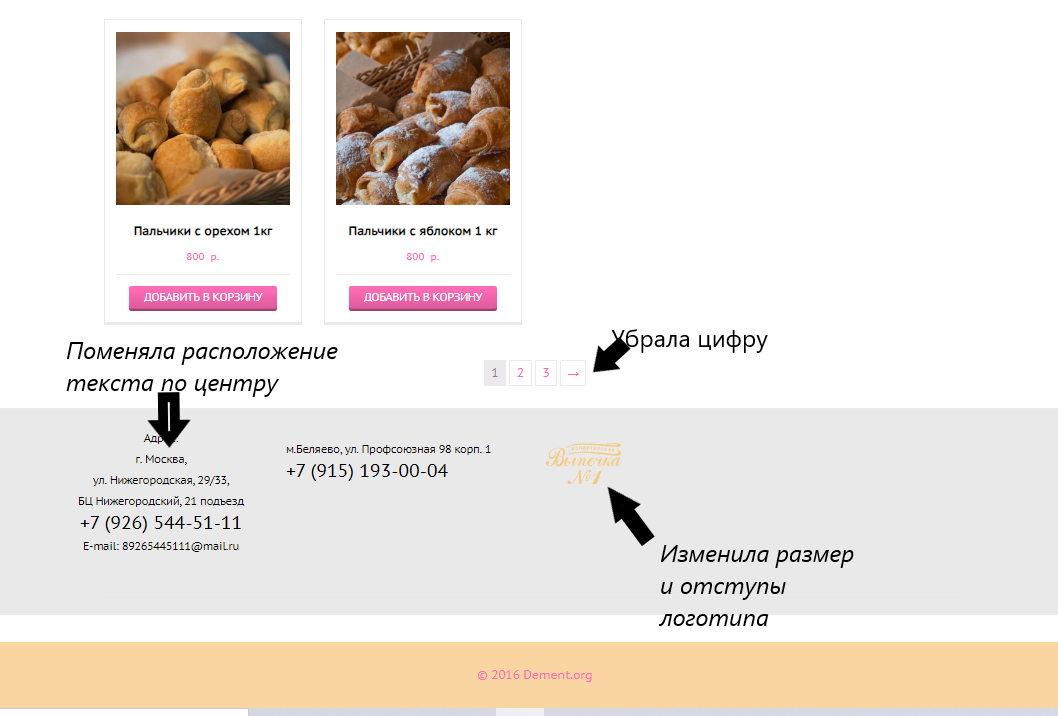 Пальчики с орехом 1кг
800 р.
ДОБАВИТЬ В КОРЗИНУ
Пальчики с яблоком 1 кг
800 р.
ДОБАВИТЬ В КОРЗИНУ
Поменяла расположение
текста по центру
Убрала цифру
1 2 3 →
г. Москва,
ул. Нижегородская, 29/33,
БЦ Нижегородский, 21 подъезд
+7 (926) 544-51-11
E-mail: 89265445111@mail.ru
м.Беляево, ул. Профсоюзная 98 корп. 1
+7 (915) 193-00-04
Выпечка
№1
Изменила размер
и отступы
логотипа
© 2016 Dement.org